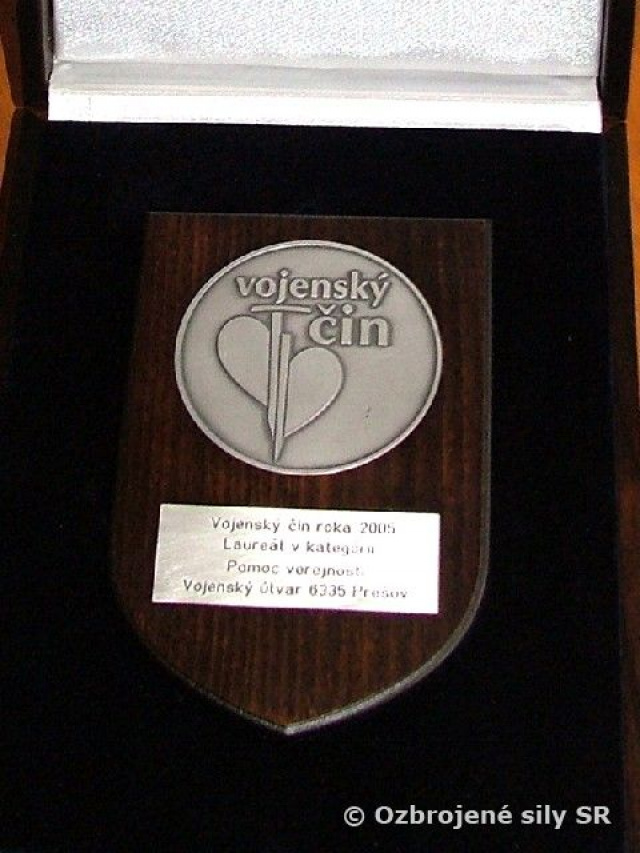 vojenský
čin
Vojenský čin roka 2005
Laureát v kategórii
Pomoc verejnosti
Vojenský útvar 6335 Prešov
© Ozbrojené sily SR